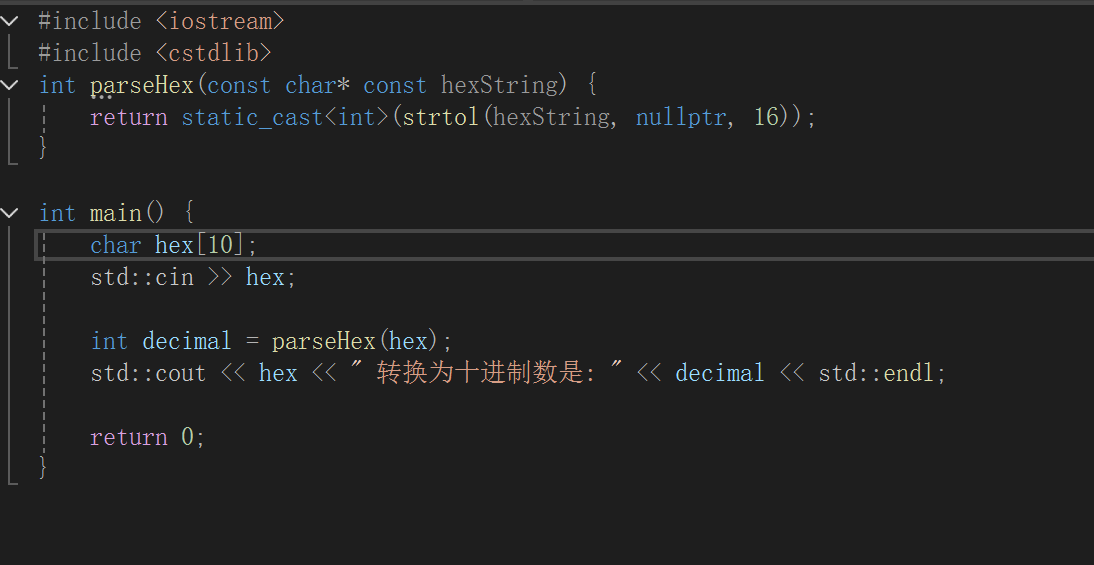 #include <iostream>
#include <cstdlib>
int parseHex(const char* const hexString) {
    return static_cast<int>(strtol(hexString, nullptr, 16));
}
int main() {
    char hex[10];
    std::cin >> hex;
    int decimal = parseHex(hex);
    std::cout << hex << " 转换为十进制数是: " << decimal << std::endl;
    return 0;
}